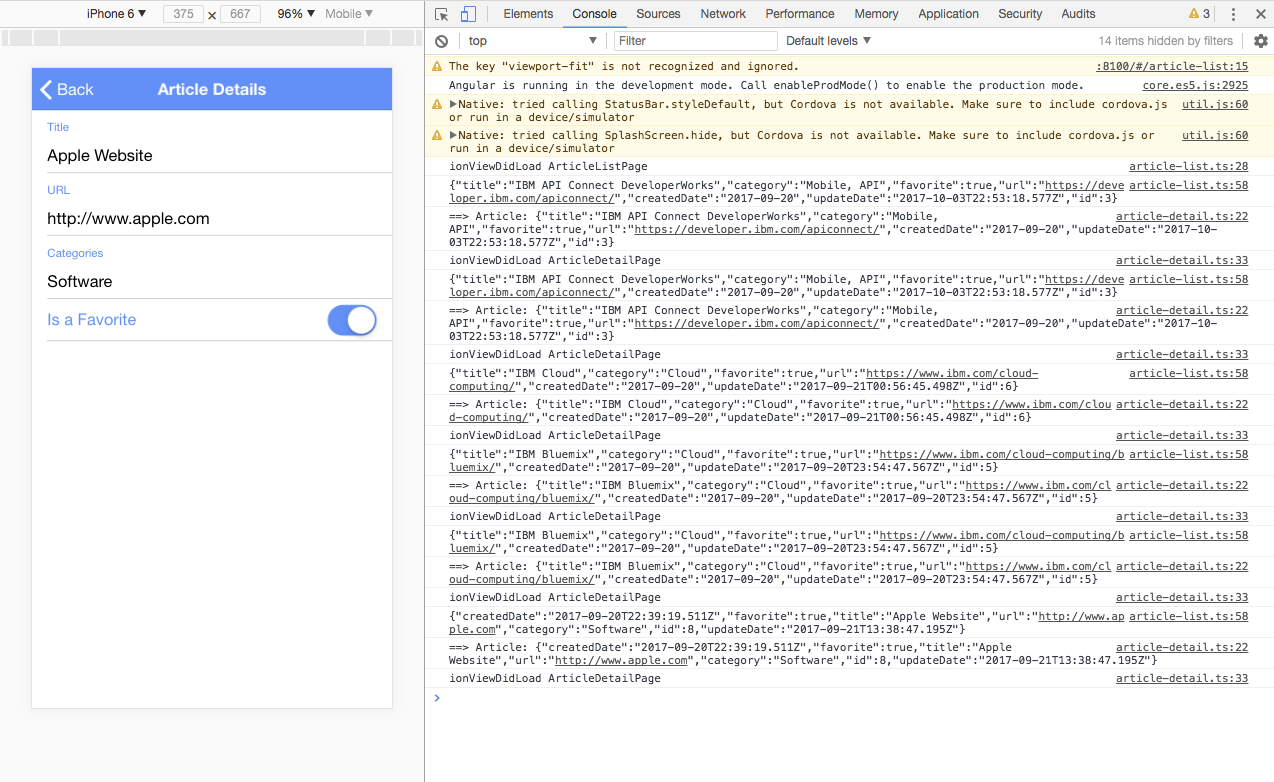 iPhone 6 ▼ 375 × 667 96% ▼ Mobile ▼
Back Article Details
Title
Apple Website
URL
http://www.apple.com
Categories
Software
Is a Favorite
Elements Console Sources Network Performance Memory Application Security Audits 3
top ▼ Filter Default levels ▼ 14 items hidden by filters
The key "viewport-fit" is not recognized and ignored. :8100/#/article-list:15
Angular is running in the development mode. Call enableProdMode() to enable the production mode. core.es5.js:2925
▶Native: tried calling StatusBar.styleDefault, but Cordova is not available. Make sure to include cordova.js util.js:60
or run in a device/simulator
▶Native: tried calling SplashScreen.hide, but Cordova is not available. Make sure to include cordova.js or util.js:60
run in a device/simulator
ionViewDidLoad ArticleListPage article-list.ts:28
{"title":"IBM API Connect DeveloperWorks","category":"Mobile, API","favorite":true,"url":"https://deve article-list.ts:58
loper.ibm.com/apiconnect/","createdDate":"2017-09-20","updateDate":"2017-10-03T22:53:18.577Z","id":3}
==> Article: {"title":"IBM API Connect DeveloperWorks","category":"Mobile, article-detail.ts:22
API","favorite":true,"url":"https://developer.ibm.com/apiconnect/","createdDate":"2017-09-20","updateDate":"2017-10-
03T22:53:18.577Z","id":3}
ionViewDidLoad ArticleDetailPage article-detail.ts:33
{"title":"IBM API Connect DeveloperWorks","category":"Mobile, API","favorite":true,"url":"https://deve article-list.ts:58
loper.ibm.com/apiconnect/","createdDate":"2017-09-20","updateDate":"2017-10-03T22:53:18.577Z","id":3}
==> Article: {"title":"IBM API Connect DeveloperWorks","category":"Mobile, article-detail.ts:22
API","favorite":true,"url":"https://developer.ibm.com/apiconnect/","createdDate":"2017-09-20","updateDate":"2017-10-
03T22:53:18.577Z","id":3}
ionViewDidLoad ArticleDetailPage article-detail.ts:33
{"title":"IBM Cloud","category":"Cloud","favorite":true,"url":"https://www.ibm.com/cloud- article-list.ts:58
computing/","createdDate":"2017-09-20","updateDate":"2017-09-21T00:56:45.498Z","id":6}
==> Article: {"title":"IBM Cloud","category":"Cloud","favorite":true,"url":"https://www.ibm.com/clou article-detail.ts:22
d-computing/","createdDate":"2017-09-20","updateDate":"2017-09-21T00:56:45.498Z","id":6}
ionViewDidLoad ArticleDetailPage article-detail.ts:33
{"title":"IBM Bluemix","category":"Cloud","favorite":true,"url":"https://www.ibm.com/cloud-computing/b article-list.ts:58
luemix/","createdDate":"2017-09-20","updateDate":"2017-09-20T23:54:47.567Z","id":5}
==> Article: {"title":"IBM Bluemix","category":"Cloud","favorite":true,"url":"https://www.ibm.com/cl article-detail.ts:22
oud-computing/bluemix/","createdDate":"2017-09-20","updateDate":"2017-09-20T23:54:47.567Z","id":5}
ionViewDidLoad ArticleDetailPage article-detail.ts:33
{"title":"IBM Bluemix","category":"Cloud","favorite":true,"url":"https://www.ibm.com/cloud-computing/b article-list.ts:58
luemix/","createdDate":"2017-09-20","updateDate":"2017-09-20T23:54:47.567Z","id":5}
==> Article: {"title":"IBM Bluemix","category":"Cloud","favorite":true,"url":"https://www.ibm.com/cl article-detail.ts:22
oud-computing/bluemix/","createdDate":"2017-09-20","updateDate":"2017-09-20T23:54:47.567Z","id":5}
ionViewDidLoad ArticleDetailPage article-detail.ts:33
{"createdDate":"2017-09-20T22:39:19.511Z","favorite":true,"title":"Apple Website","url":"http://www.ap article-list.ts:58
ple.com","category":"Software","id":8,"updateDate":"2017-09-21T13:38:47.195Z"}
==> Article: {"createdDate":"2017-09-20T22:39:19.511Z","favorite":true,"title":"Apple article-detail.ts:22
Website","url":"http://www.apple.com","category":"Software","id":8,"updateDate":"2017-09-21T13:38:47.195Z"}
ionViewDidLoad ArticleDetailPage article-detail.ts:33